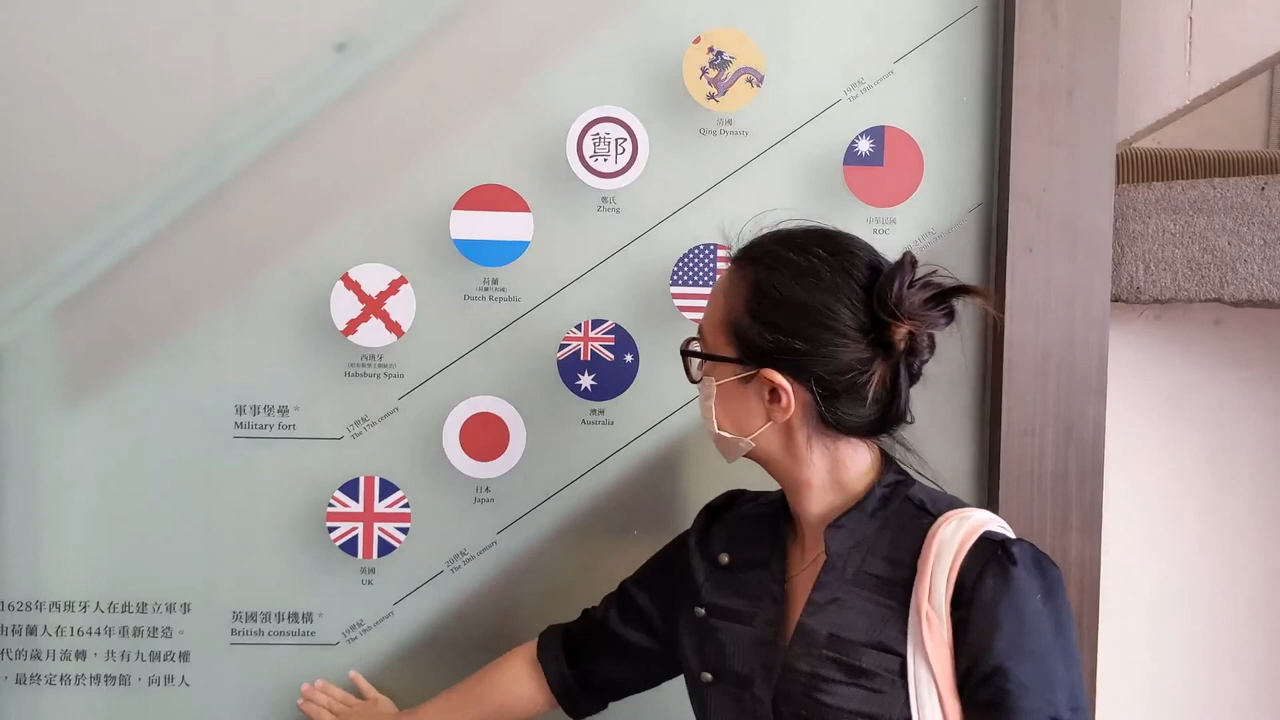 清國
Qing Dynasty
19世紀
The 19th century
鄭
鄭氏
Zheng
中華民國
ROC
荷蘭
(荷蘭共和國)
Dutch Republic
西班牙
Habsburg Spain
軍事堡壘*
Military fort
17世紀
The 17th century
澳洲
Australia
日本
Japan
20世紀
The 20th century
英國
UK
英國領事機構*
British consulate
19世紀
The 19th century
1628年西班牙人在此建立軍事
由荷蘭人在1644年重新建造。
代的歲月流轉，共有九個政權
，最終定格於博物館，向世人